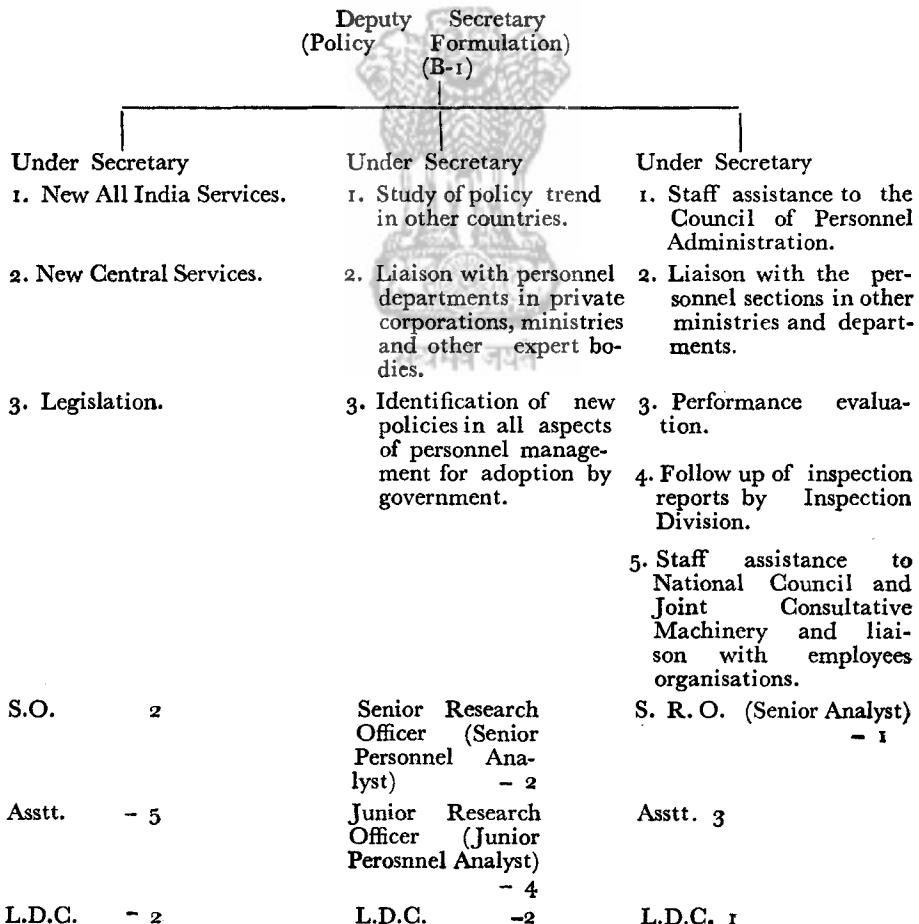 Deputy Secretary
(Policy Formulation)
(B-1)
Under Secretary
1. New All India Services.
2. New Central Services.
3. Legislation.
S.O. 2
Asstt. - 5
L.D.C. - 2
Under Secretary
1. Study of policy trend
in other countries.
2. Liaison with personnel
departments in private
corporations, ministries
and other expert bo-
dies.
3. Identification of new
policies in all aspects
of personnel manage-
ment for adoption by
government.
Senior Research
Officer (Senior
Personnel Ana-
lyst) - 2
Junior Research
Officer (Junior
Perosnnel Analyst)
- 4
L.D.C. -2
Under Secretary
1. Staff assistance to the
Council of Personnel
Administration.
2. Liaison with the per-
sonnel sections in other
ministries and depart-
ments.
3. Performance evalua-
tion.
4. Follow up of inspection
reports by Inspection
Division.
5. Staff assistance to
National Council and
Joint Consultative
Machinery and liai-
son with employees
organisations.
S. R. O. (Senior Analyst)
- 1
Asstt. 3
L.D.C. 1